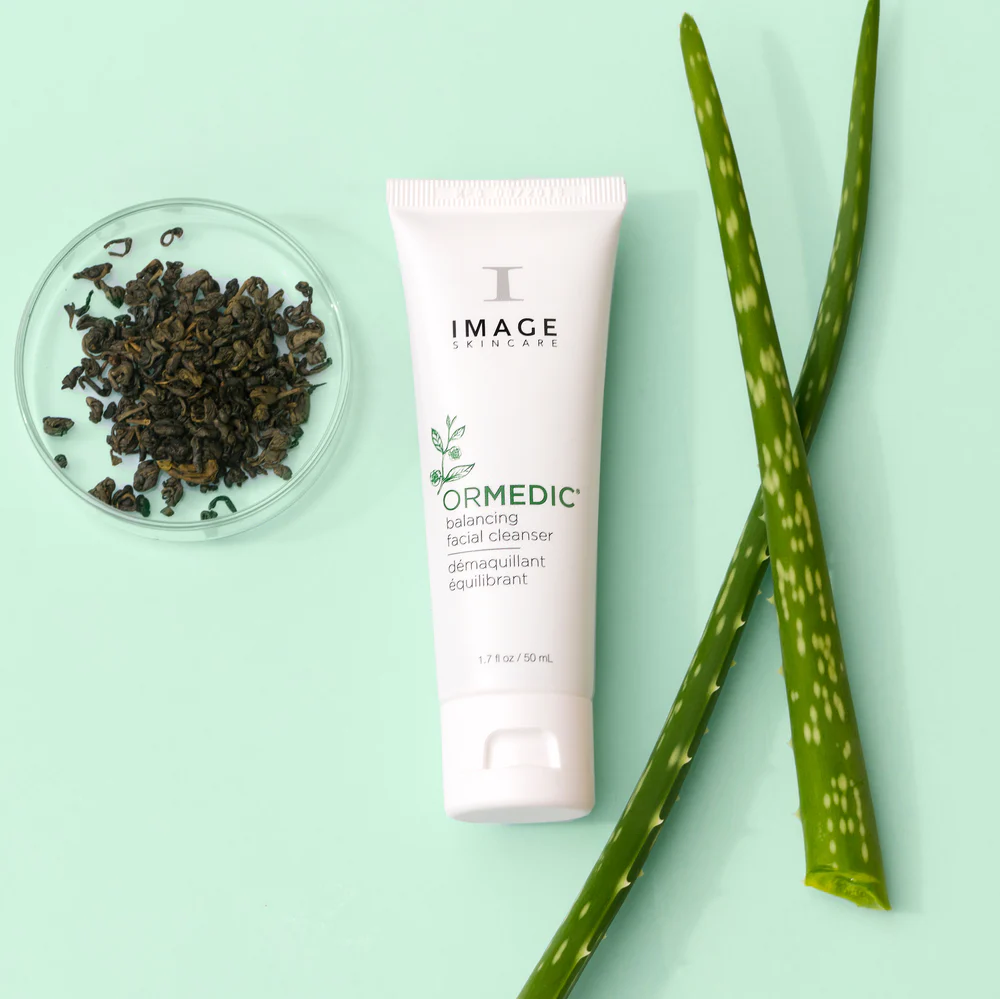 I
IMAGE
SKINCARE
ORMEDIC®
balancing
facial cleanser
démaquillant
équilibrant
1.7 fl oz / 50 mL